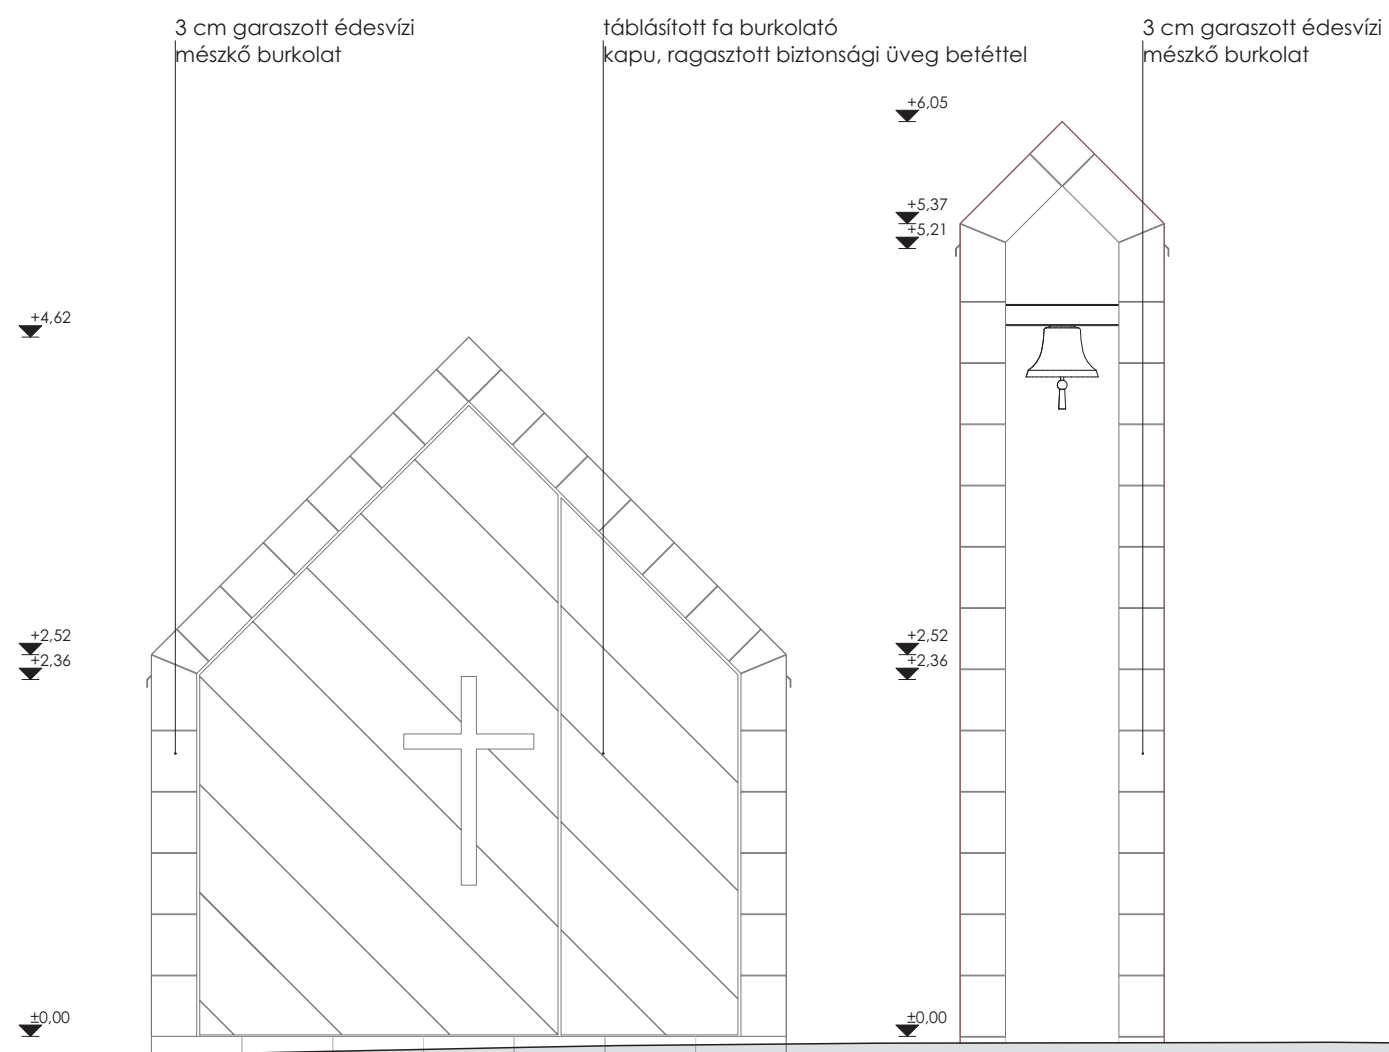 3 cm garaszott édesvízi
mészkő burkolat
táblásított fa burkolató
kapu, ragasztott biztonsági üveg betéttel
3 cm garaszott édesvízi
mészkő burkolat
+4,62
+2,52
+2,36
±0,00
+6,05
+5,37
+5,21
+2,52
+2,36
±0,00